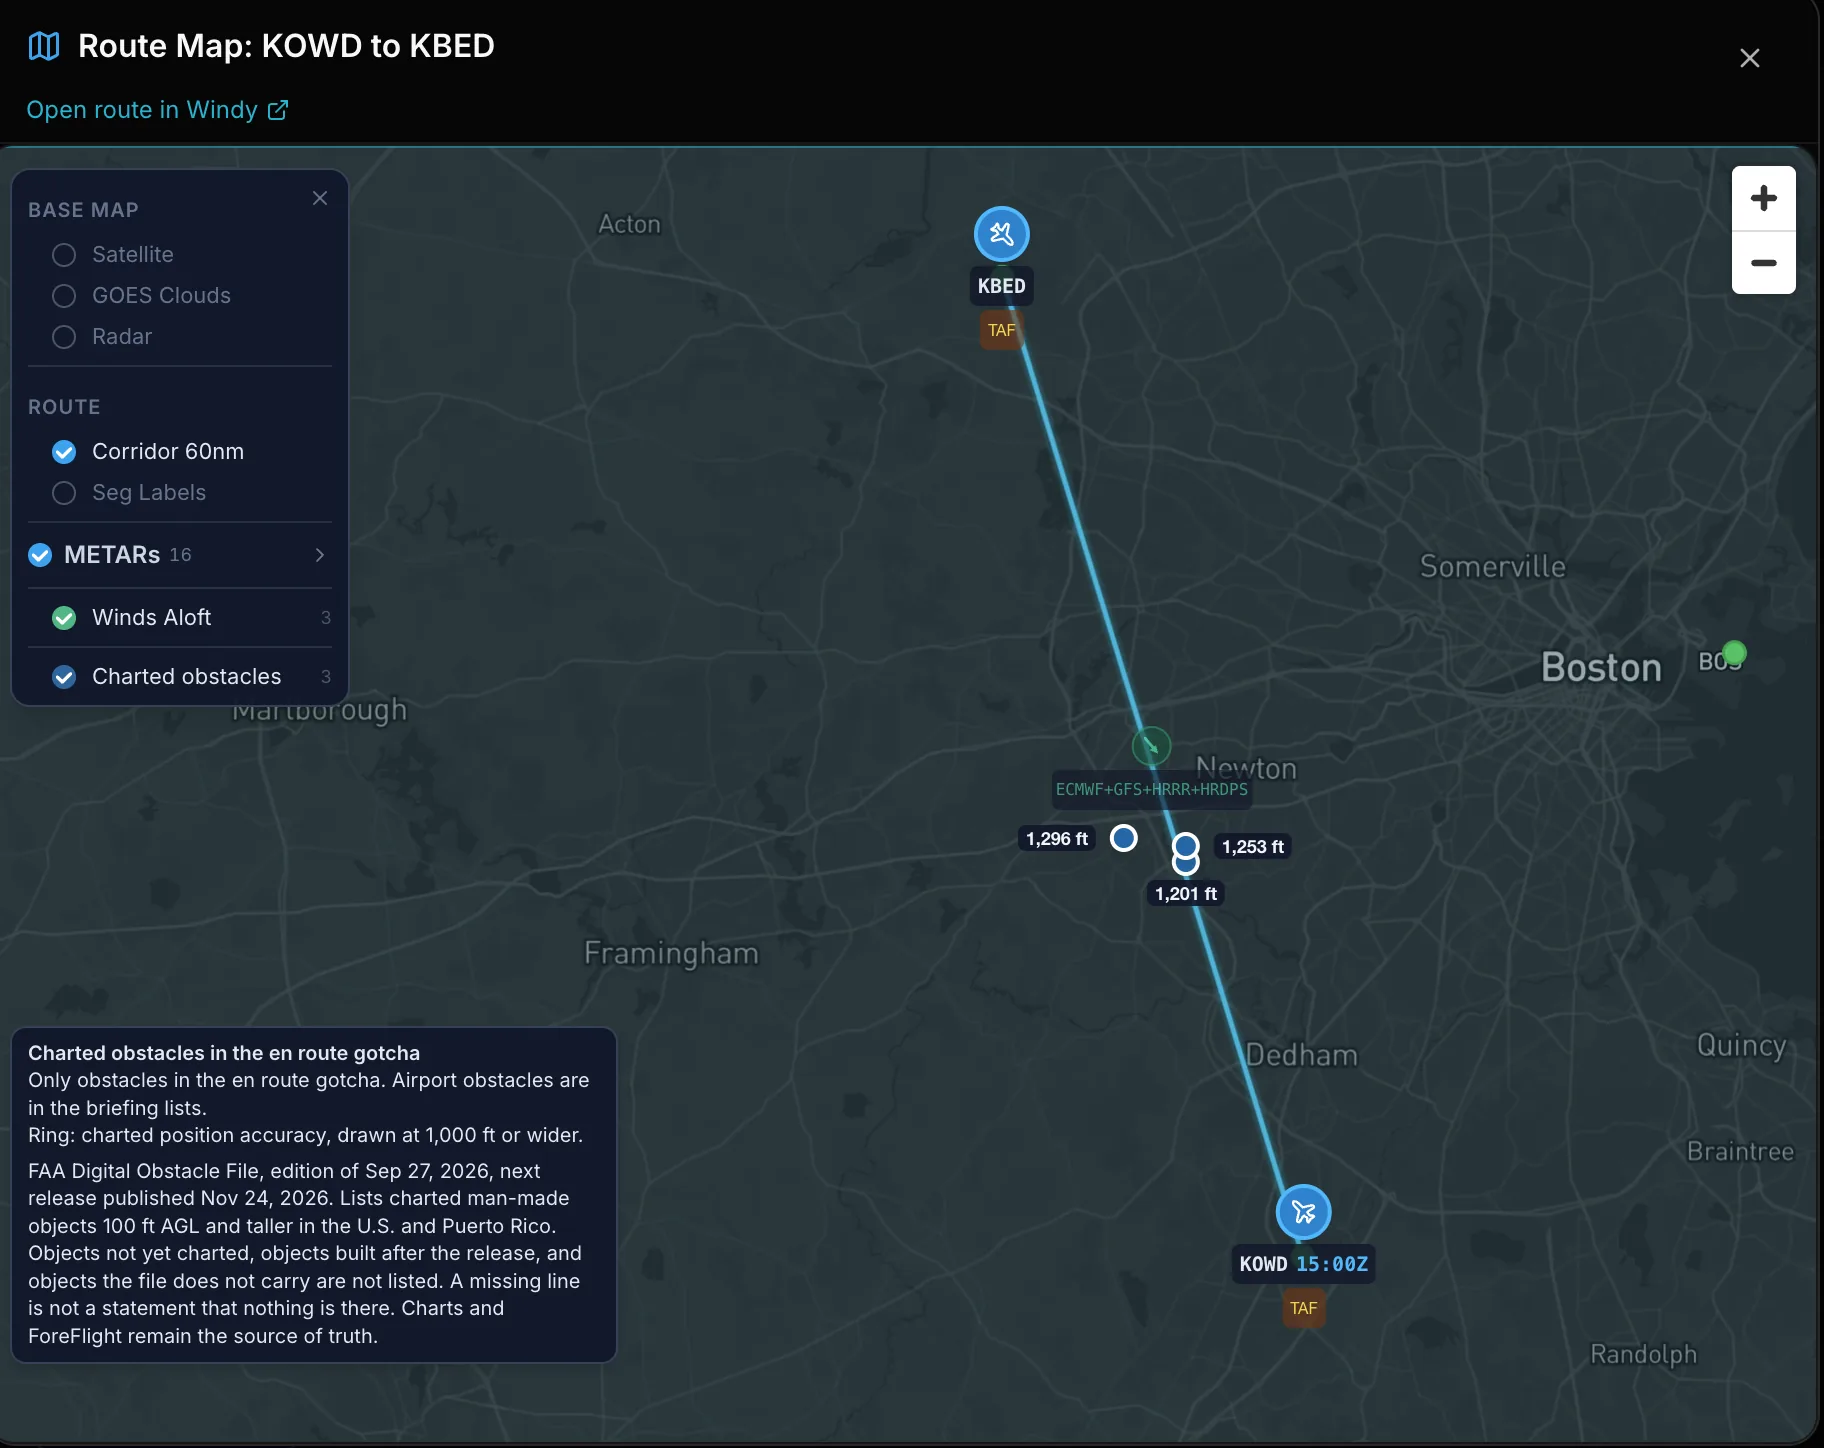 Route Map: KOWD to KBED
Open route in Windy
BASE MAP
Satellite
GOES Clouds
Radar
ROUTE
Corridor 60nm
Seg Labels
METARs 16
Winds Aloft 3
Charted obstacles 3
Acton
KBED
TAF
Somerville
Boston
BOS
Marlborough
Newton
ECMWF+GFS+HRRR+HRDPS
1,296 ft
1,253 ft
1,201 ft
Framingham
Dedham
Quincy
Braintree
KOWD 15:00Z
TAF
Randolph
Charted obstacles in the en route gotcha
Only obstacles in the en route gotcha. Airport obstacles are
in the briefing lists.
Ring: charted position accuracy, drawn at 1,000 ft or wider.
FAA Digital Obstacle File, edition of Sep 27, 2026, next
release published Nov 24, 2026. Lists charted man-made
objects 100 ft AGL and taller in the U.S. and Puerto Rico.
Objects not yet charted, objects built after the release, and
objects the file does not carry are not listed. A missing line
is not a statement that nothing is there. Charts and
ForeFlight remain the source of truth.